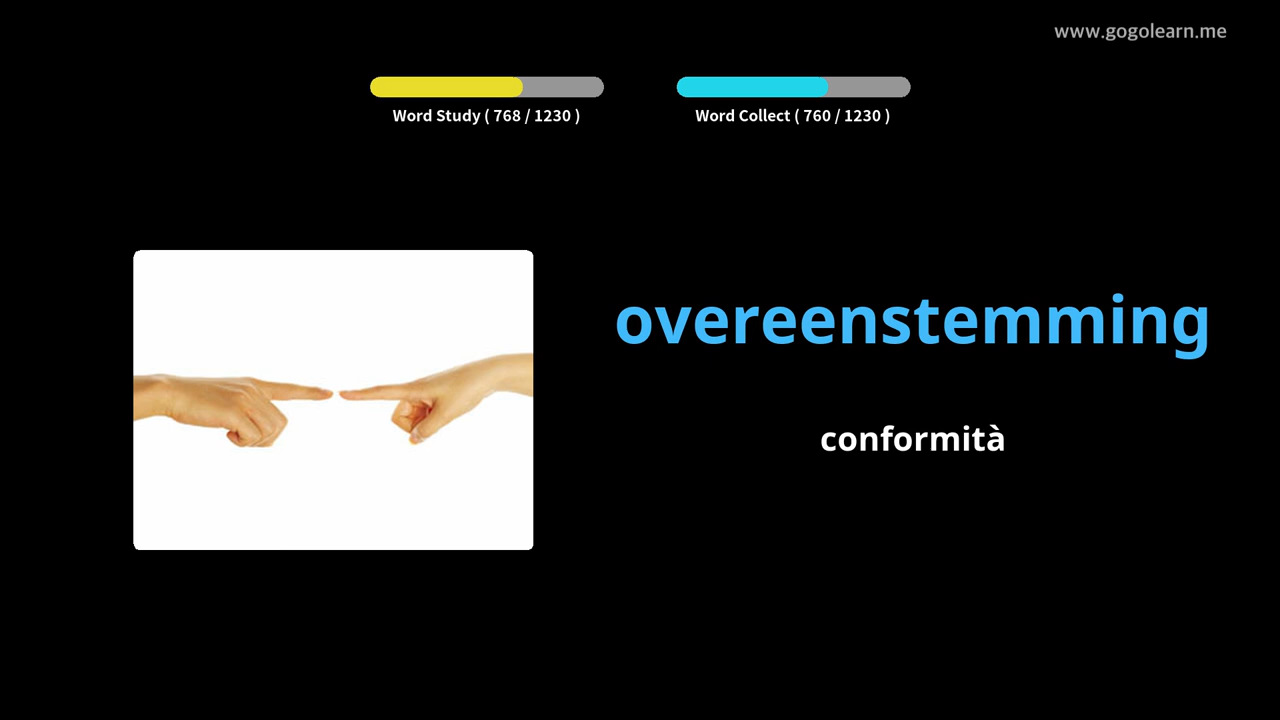 www.gogolearn.me
Word Study ( 768 / 1230 )
Word Collect ( 760 / 1230 )
overeenstemming
conformità